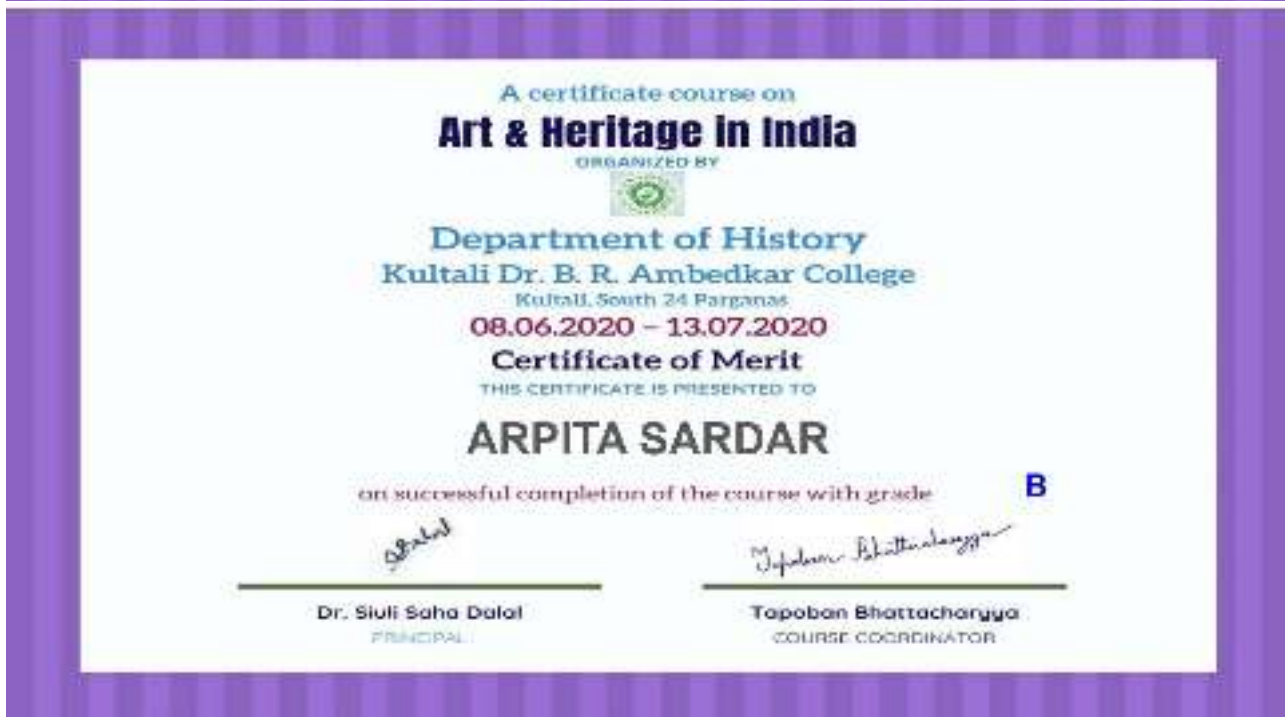 A certificate course on
Art & Heritage in India
ORGANIZED BY
Department of History
Kultali Dr. B. R. Ambedkar College
Kultali, South 24 Parganas
08.06.2020 – 13.07.2020
Certificate of Merit
THIS CERTIFICATE IS PRESENTED TO
ARPITA SARDAR
on successful completion of the course with grade B
Tapoban Bhattacharyya
Dr. Siuli Saha Dalal Tapoban Bhattacharyya
PRINCIPAL COURSE COORDINATOR